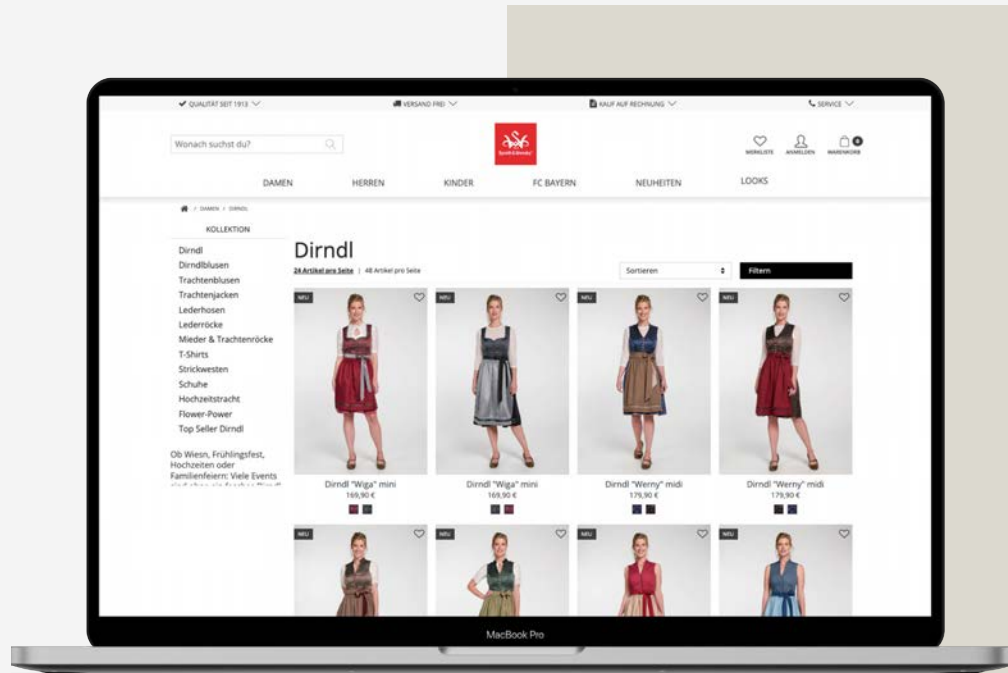 QUALITÄT SEIT 1913
VERSAND FREI
KAUF AUF RECHNUNG
SERVICE
Wonach suchst du?
MERKLISTE
ANMELDEN
WARENKORB
0
DAMEN
HERREN
KINDER
FC BAYERN
NEUHEITEN
LOOKS
/ DAMEN / DIRNDL
KOLLEKTION
Dirndl
Dirndlblusen
Trachtenblusen
Trachtenjacken
Lederhosen
Lederröcke
Mieder & Trachtenröcke
T-Shirts
Strickwesten
Schuhe
Hochzeitstracht
Flower-Power
Top Seller Dirndl
Ob Wiesn, Frühlingsfest,
Hochzeiten oder
Familienfeiern: Viele Events
Dirndl
24 Artikel pro Seite | 48 Artikel pro Seite
Sortieren
Filtern
NEU
NEU
NEU
NEU
Dirndl "Wiga" mini
169,90 €
Dirndl "Wiga" mini
169,90 €
Dirndl "Werny" midi
179,90 €
Dirndl "Werny" midi
179,90 €
NEU
NEU
NEU
NEU
MacBook Pro